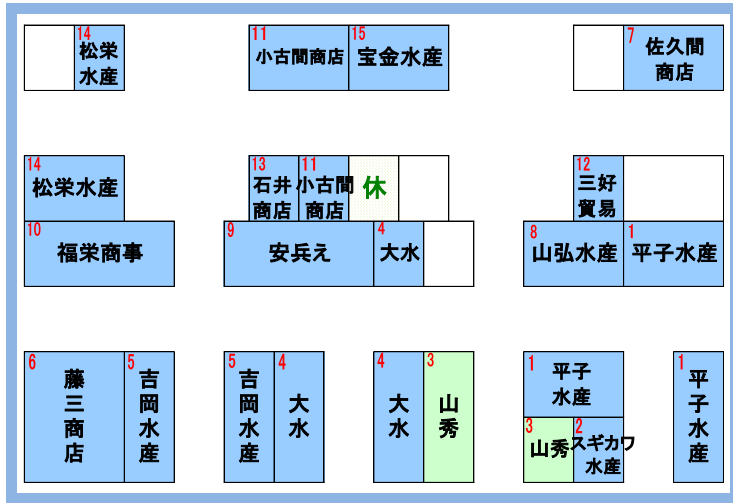 14
松栄
水産
11
小古間商店
15
宝金水産
7
佐久間
商店
14
松栄水産
13
石井
商店
11
小古間
商店
休
12
三好
貿易
10
福栄商事
9
安兵え
4
大水
8
山弘水産
1
平子水産
6
藤三商店
5
吉岡水産
5
吉岡水産
4
大水
4
大水
3
山秀
1
平子
水産
3
山秀
2
スギカワ
水産
1
平子水産